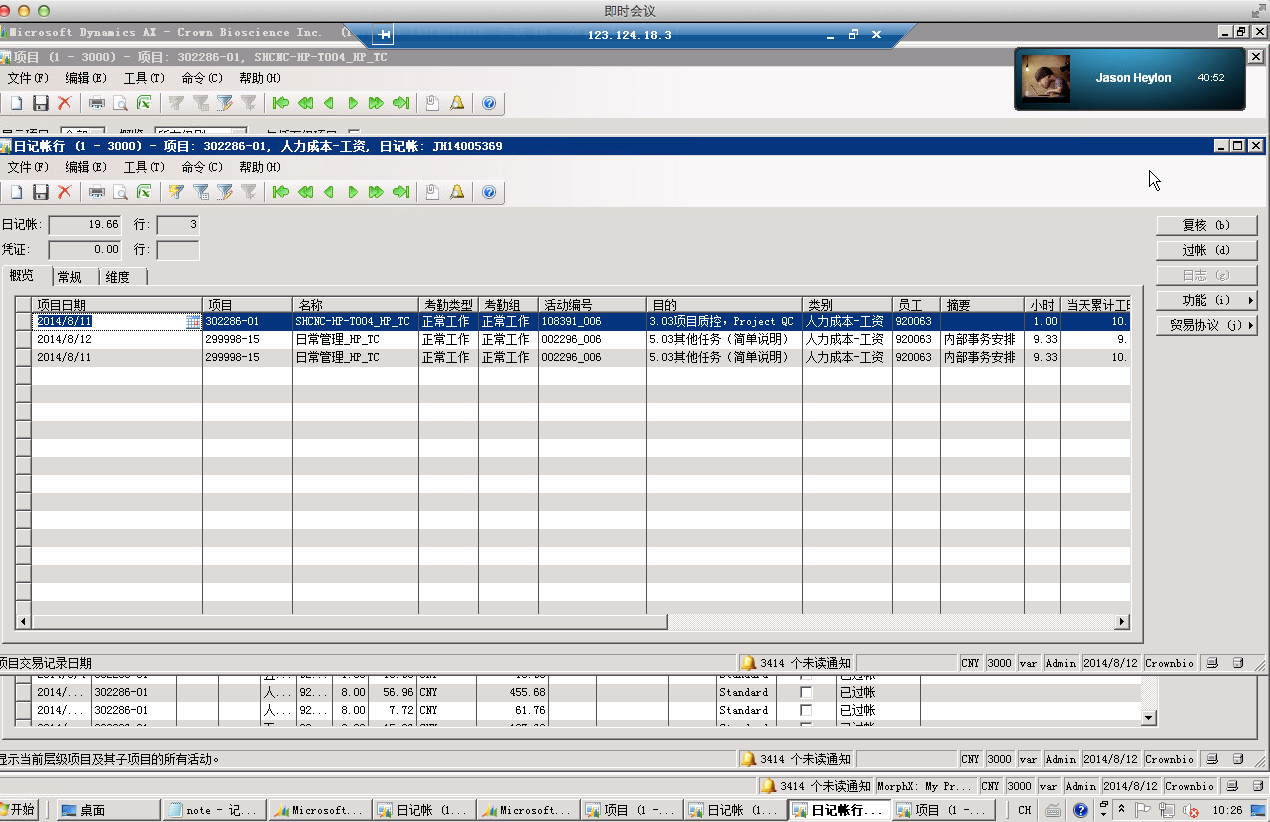 即时会议
Microsoft Dynamics AX - Crown Bioscience Inc. (1
123.124.18.3
项目 (1 - 3000) - 项目: 302286-01, SHCNC-HP-T004_HP_TC
文件(F) 编辑(E) 工具(T) 命令(C) 帮助(H)
Jason Heylon 40:52
日记帐行 (1 - 3000) - 项目: 302286-01, 人力成本-工资, 日记帐: JH14005369
文件(F) 编辑(E) 工具(T) 命令(C) 帮助(H)
日记帐: 19.66 行: 3
凭证: 0.00 行:
复核 (b)
过帐 (d)
日志 (g)
功能 (i)
贸易协议 (j)
概览 常规 维度
项目日期 项目 名称 考勤类型 考勤组 活动编号 目的 类别 员工 摘要 小时 当天累计工时
2014/8/11 302286-01 SHCNC-HP-T004_HP_TC 正常工作 正常工作 108391_006 3.03项目质控, Project QC 人力成本-工资 920063 1.00 10.
2014/8/12 299998-15 日常管理_HP_TC 正常工作 正常工作 002296_006 5.03其他任务(简单说明) 人力成本-工资 920063 内部事务安排 9.33 9.
2014/8/11 299998-15 日常管理_HP_TC 正常工作 正常工作 002296_006 5.03其他任务(简单说明) 人力成本-工资 920063 内部事务安排 9.33 10.
项目交易记录日期 3414 个未读通知 CNY 3000 var Admin 2014/8/12 Crownbio
2014/... 302286-01 人... 92... 8.00 56.96 CNY 455.68 Standard 已过帐
2014/... 302286-01 人... 92... 8.00 7.72 CNY 61.76 Standard 已过帐
显示当前层级项目及其子项目的所有活动。 3414 个未读通知 CNY 3000 var Admin 2014/8/12 Crownbio
3414 个未读通知 MorphX: My Pr... CNY 3000 var Admin 2014/8/12 Crownbio
开始 桌面 note - 记... Microsoft... 日记帐 (1... Microsoft... 项目 (1 -... 日记帐 (1... 日记帐行... 项目 (1 -... CH 10:26